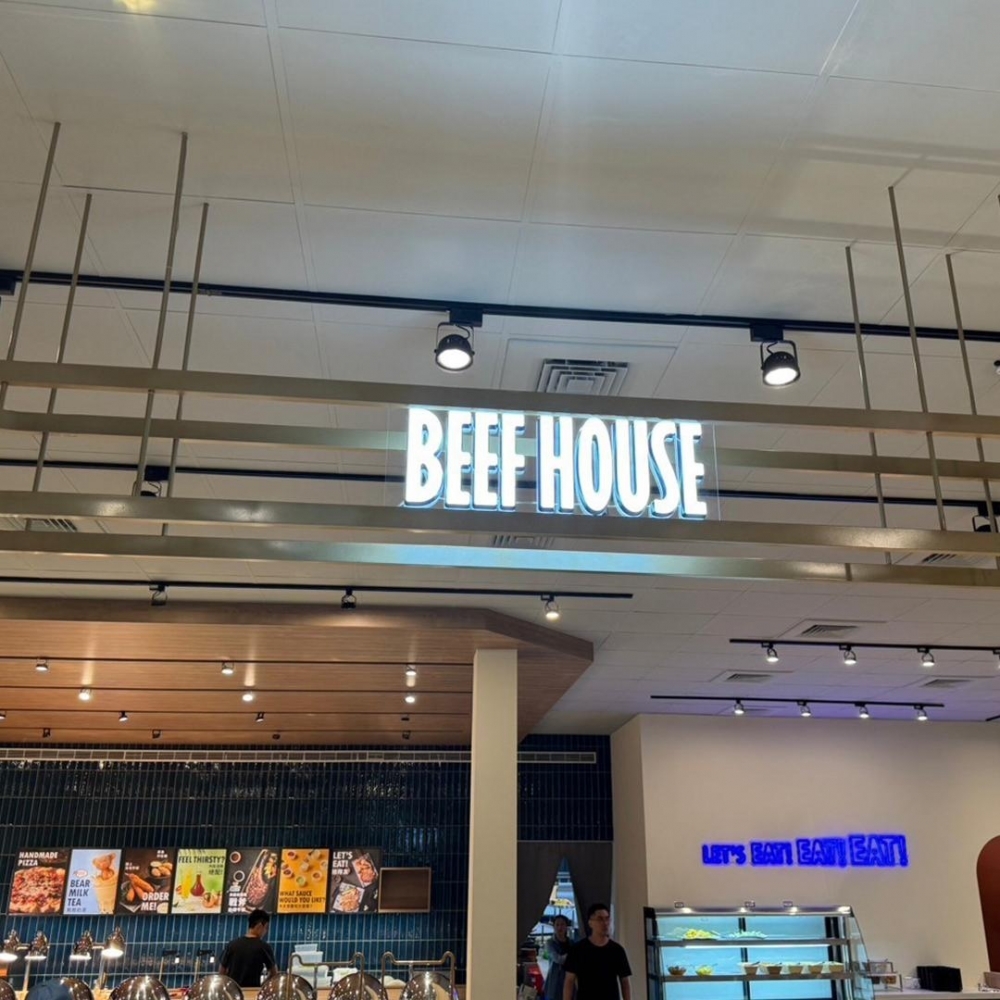 BEEF HOUSE
LET'S EAT! EAT! EAT!
HANDMADE
PIZZA
BEAR
MILK
TEA
ORDER
ME!
FEEL THIRSTY?
WHAT SAUCE
WOULD YOU LIKE?
LET'S
EAT!